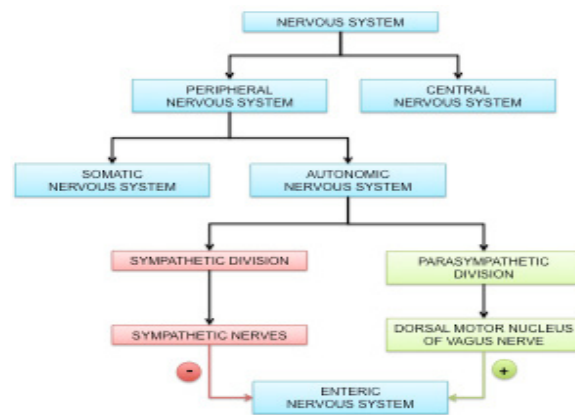 NERVOUS SYSTEM
PERIPHERAL
NERVOUS SYSTEM
CENTRAL
NERVOUS SYSTEM
SOMATIC
NERVOUS SYSTEM
AUTONOMIC
NERVOUS SYSTEM
SYMPATHETIC DIVISION
PARASYMPATHETIC
DIVISION
SYMPATHETIC NERVES
DORSAL MOTOR NUCLEUS
OF VAGUS NERVE
-
+
ENTERIC
NERVOUS SYSTEM